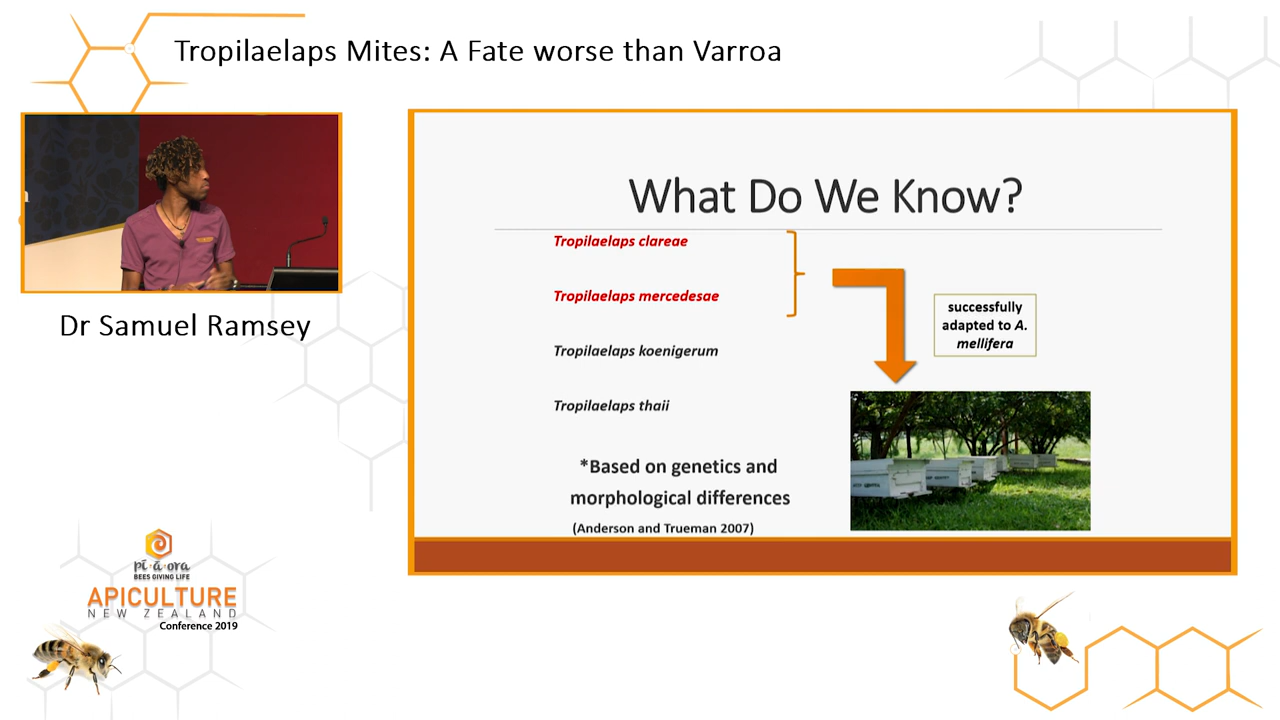 Tropilaelaps Mites: A Fate worse than Varroa
What Do We Know?
Tropilaelaps clareae
Tropilaelaps mercedesae
Tropilaelaps koenigerum
Tropilaelaps thaii
successfully
adapted to A.
mellifera
*Based on genetics and
morphological differences
(Anderson and Trueman 2007)
Dr Samuel Ramsey
pī·ā·ora
BEES GIVING LIFE
APICULTURE
NEW ZEALAND
Conference 2019